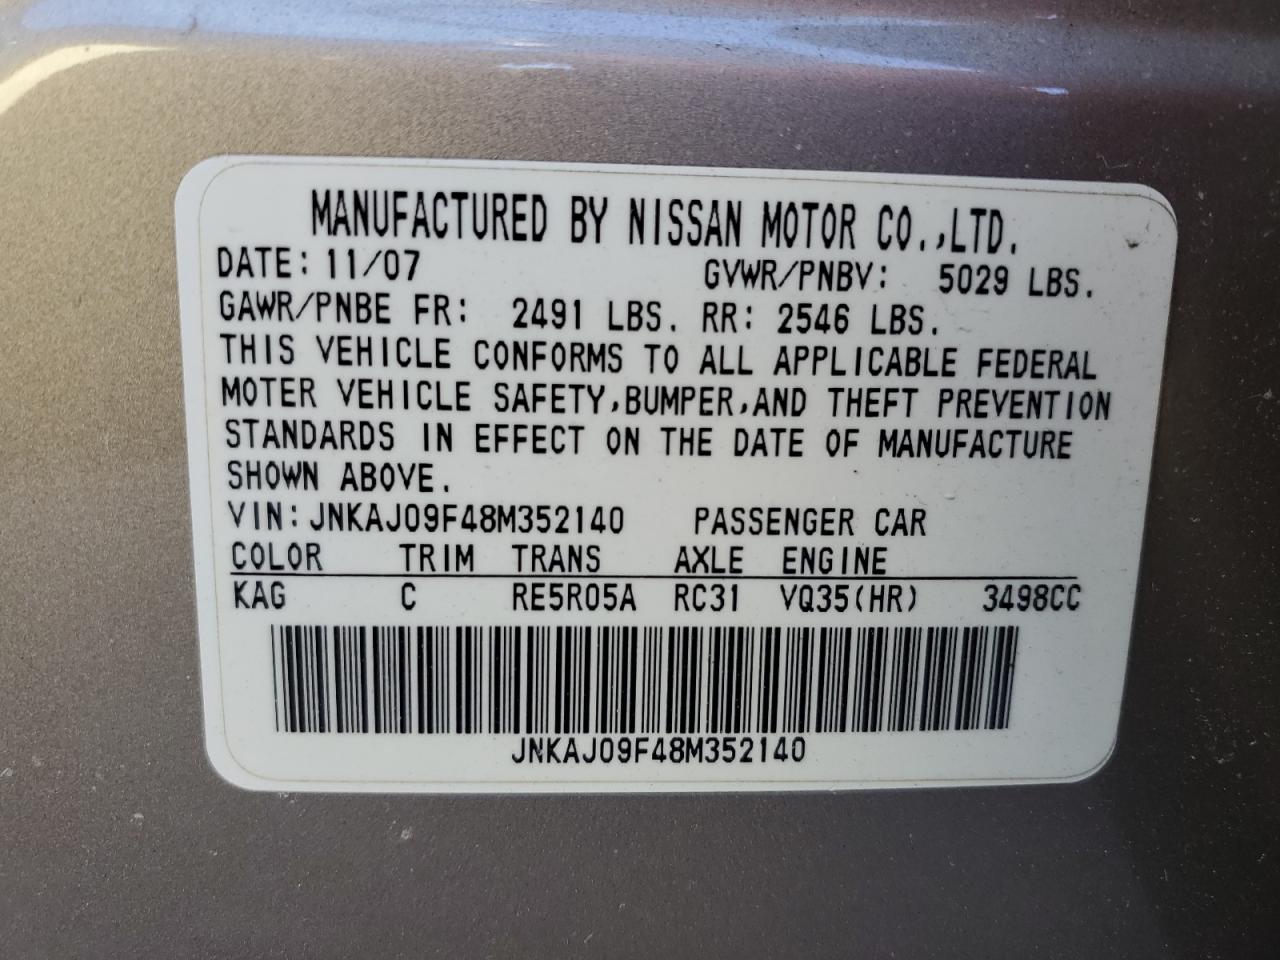 MANUFACTURED BY NISSAN MOTOR CO.,LTD.
DATE: 11/07 GVWR/PNBV: 5029 LBS.
GAWR/PNBE FR: 2491 LBS. RR: 2546 LBS.
THIS VEHICLE CONFORMS TO ALL APPLICABLE FEDERAL
MOTER VEHICLE SAFETY,BUMPER,AND THEFT PREVENTION
STANDARDS IN EFFECT ON THE DATE OF MANUFACTURE
SHOWN ABOVE.
VIN:JNKAJ09F48M352140 PASSENGER CAR
COLOR TRIM TRANS AXLE ENGINE
KAG C RE5R05A RC31 VQ35(HR) 3498CC
JNKAJ09F48M352140